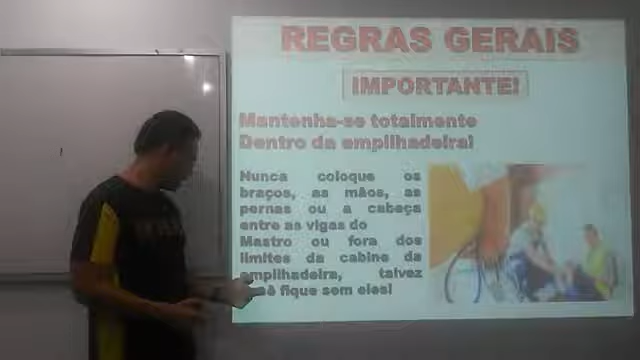 REGRAS GERAIS
IMPORTANTE!
Mantenha-se totalmente
Dentro da empilhadeira!
Nunca coloque os
braços, as mãos, as
pernas ou a cabeça
entre as vigas do
Mastro ou fora dos
limites da cabine da
empilhadeira, talvez
fique sem eles!